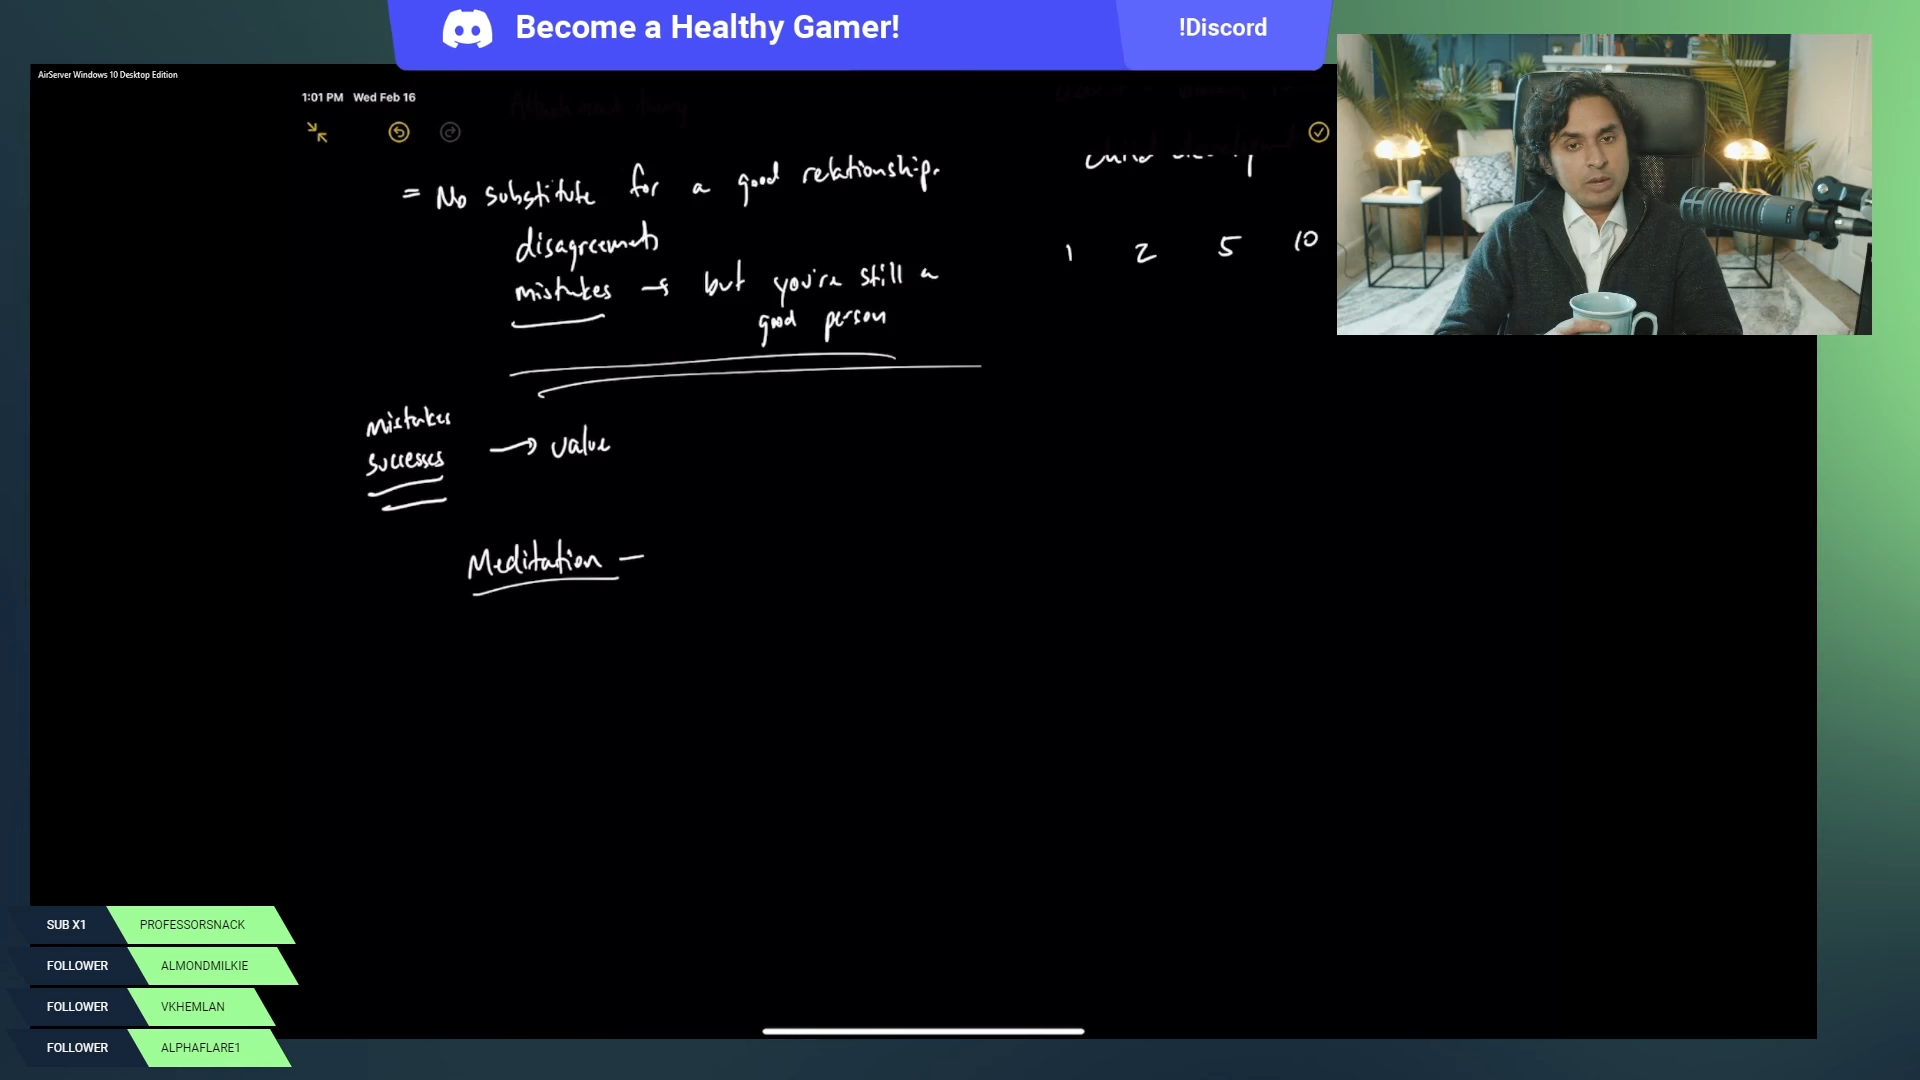 Become a Healthy Gamer!
!Discord
AirServer Windows 10 Desktop Edition
1:01 PM Wed Feb 16
Attachment theory
= No substitute for a good relationship.
disagreements
mistakes → but you're still a
good person
1 2 5 10
mistakes
successes → value
Meditation –
SUB X1 PROFESSORSNACK
FOLLOWER ALMONDMILKIE
FOLLOWER VKHEMLAN
FOLLOWER ALPHAFLARE1